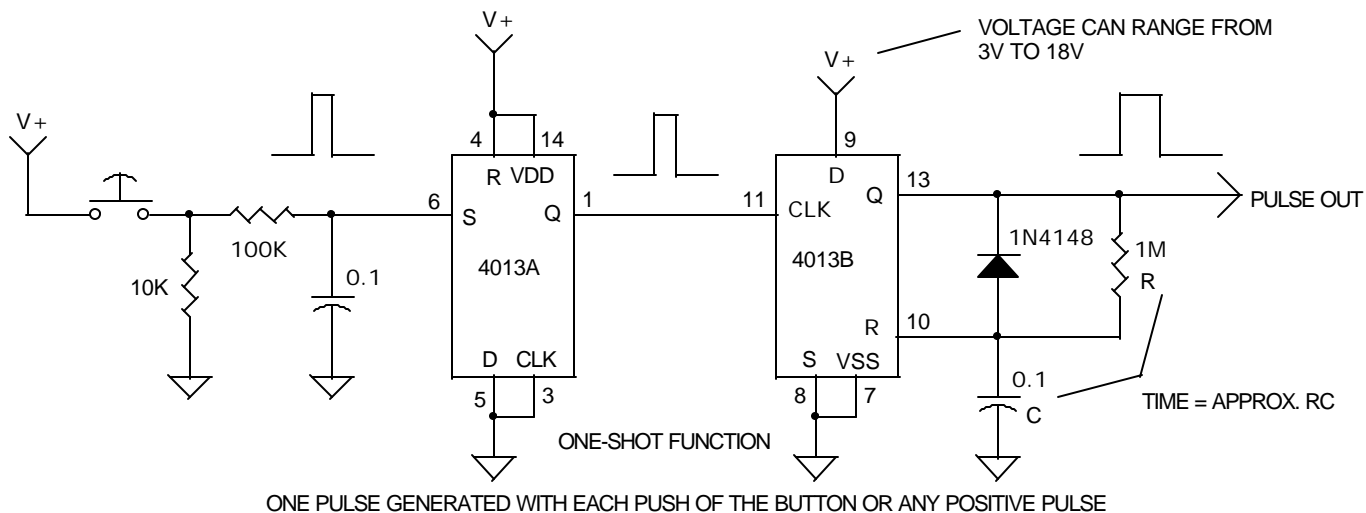 V+
VOLTAGE CAN RANGE FROM
3V TO 18V
V+
V+
4 14
9
R VDD
D
1
13
6
11
S
Q
CLK
Q
PULSE OUT
100K
1N4148
1M
4013A
4013B
10K
0.1
R
R
10
D CLK
S VSS
0.1
5 3
8 7
C
TIME = APPROX. RC
ONE-SHOT FUNCTION
ONE PULSE GENERATED WITH EACH PUSH OF THE BUTTON OR ANY POSITIVE PULSE